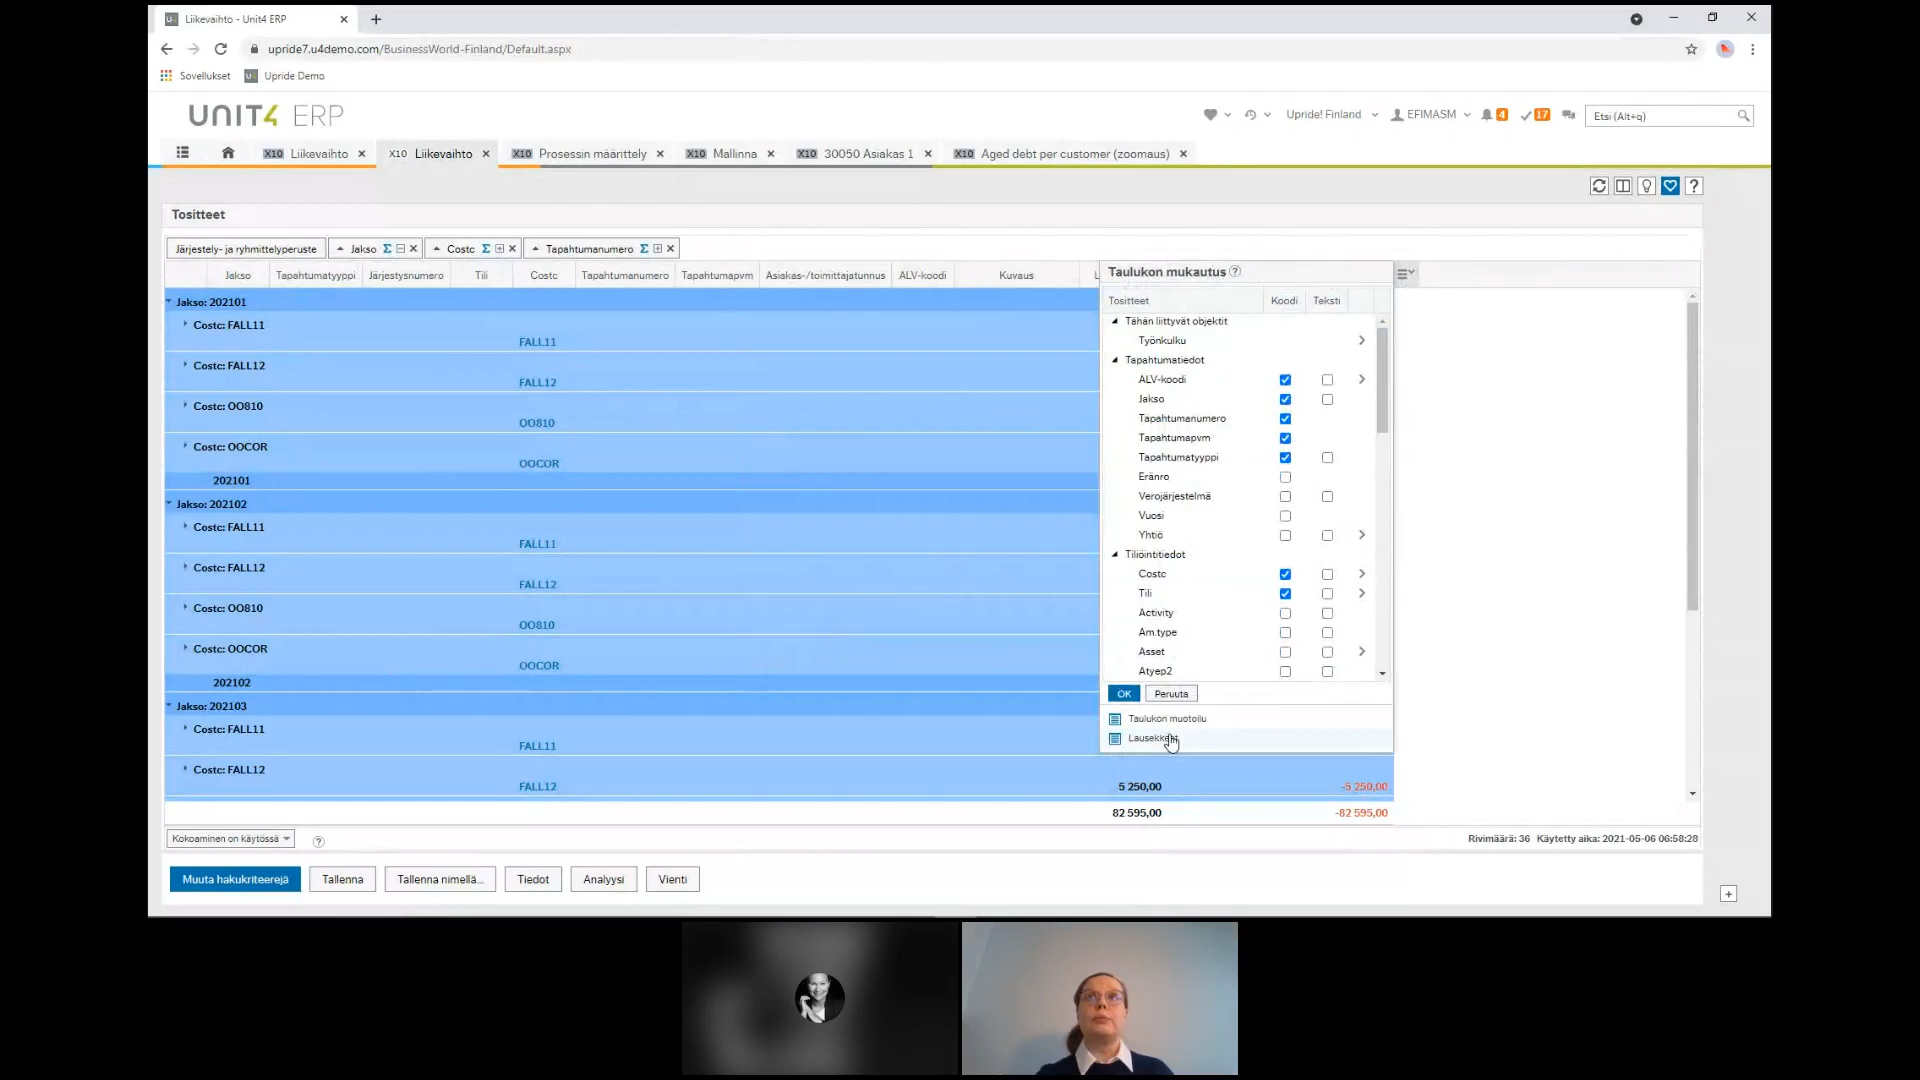 Liikevaihto - Unit4 ERP
upride7.u4demo.com/BusinessWorld-Finland/Default.aspx
Sovellukset Upride Demo
UNIT4 ERP
Upride! Finland EFIMASM 4 17 Etsi (Alt+q)
X10 Liikevaihto X10 Liikevaihto X10 Prosessin määrittely X10 Mallinna X10 30050 Asiakas 1 X10 Aged debt per customer (zoomaus)
Tositteet
Järjestely- ja ryhmittelyperuste Jakso Costc Tapahtumanumero
Jakso Tapahtumatyyppi Järjestysnumero Tili Costc Tapahtumanumero Tapahtumapvm Asiakas-/toimittajatunnus ALV-koodi Kuvaus
Jakso: 202101
Costc: FALL11
FALL11
Costc: FALL12
FALL12
Costc: OO810
OO810
Costc: OOCOR
OOCOR
202101
Jakso: 202102
Costc: FALL11
FALL11
Costc: FALL12
FALL12
Costc: OO810
OO810
Costc: OOCOR
OOCOR
202102
Jakso: 202103
Costc: FALL11
FALL11
Costc: FALL12
FALL12 5 250,00 -5 250,00
82 595,00 -82 595,00
Taulukon mukautus ?
Tositteet Koodi Teksti
Tähän liittyvät objektit
Työnkulku
Tapahtumatiedot
ALV-koodi
Jakso
Tapahtumanumero
Tapahtumapvm
Tapahtumatyyppi
Eränro
Verojärjestelmä
Vuosi
Yhtiö
Tiliöintitiedot
Costc
Tili
Activity
Am.type
Asset
Atyep2
OK Peruuta
Taulukon muotoilu
Kokoaminen on käytössä ? Rivimäärä: 36 Käytetty aika: 2021-05-06 06:58:28
Muuta hakukriteerejä Tallenna Tallenna nimellä... Tiedot Analyysi Vienti